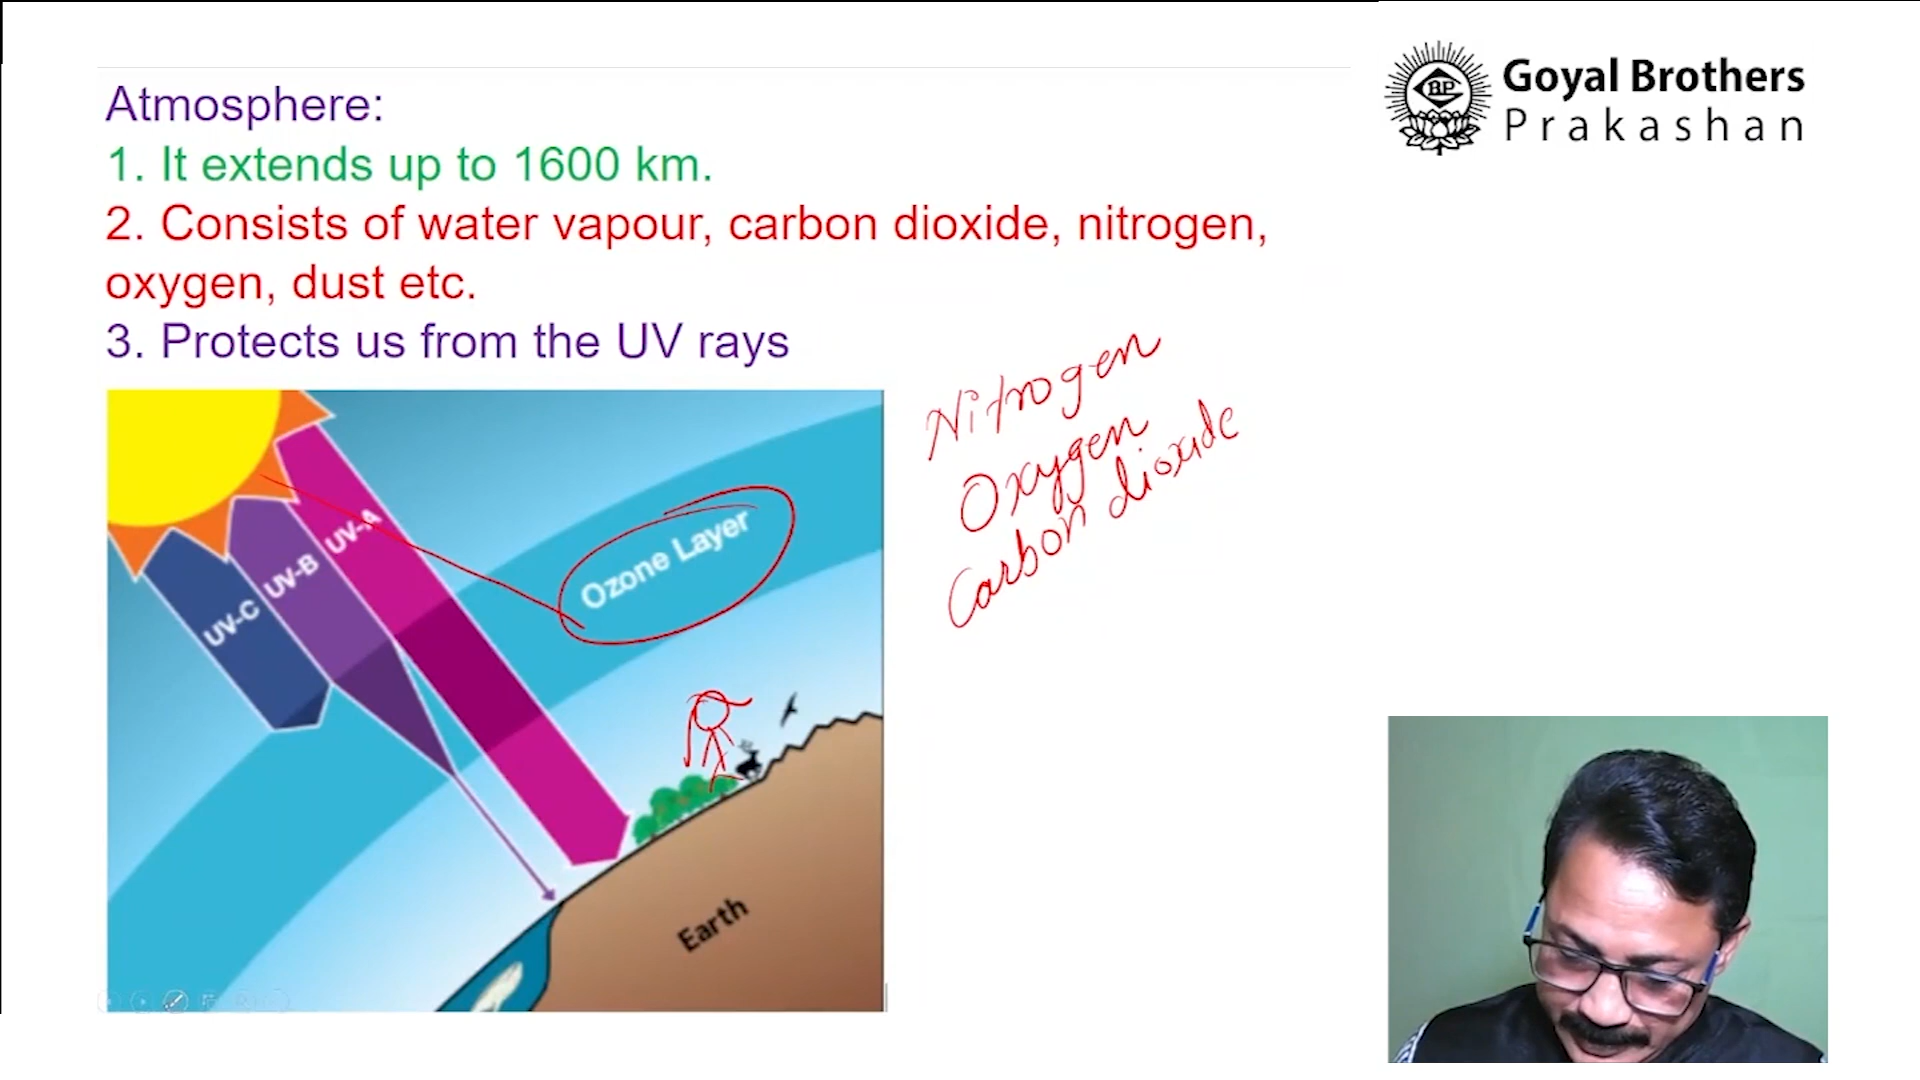 Goyal Brothers
Prakashan
BP
Atmosphere:
1. It extends up to 1600 km.
2. Consists of water vapour, carbon dioxide, nitrogen,
oxygen, dust etc.
3. Protects us from the UV rays
Nitrogen
Oxygen
Carbon dioxide
UV-A
UV-B
UV-C
Ozone Layer
Earth